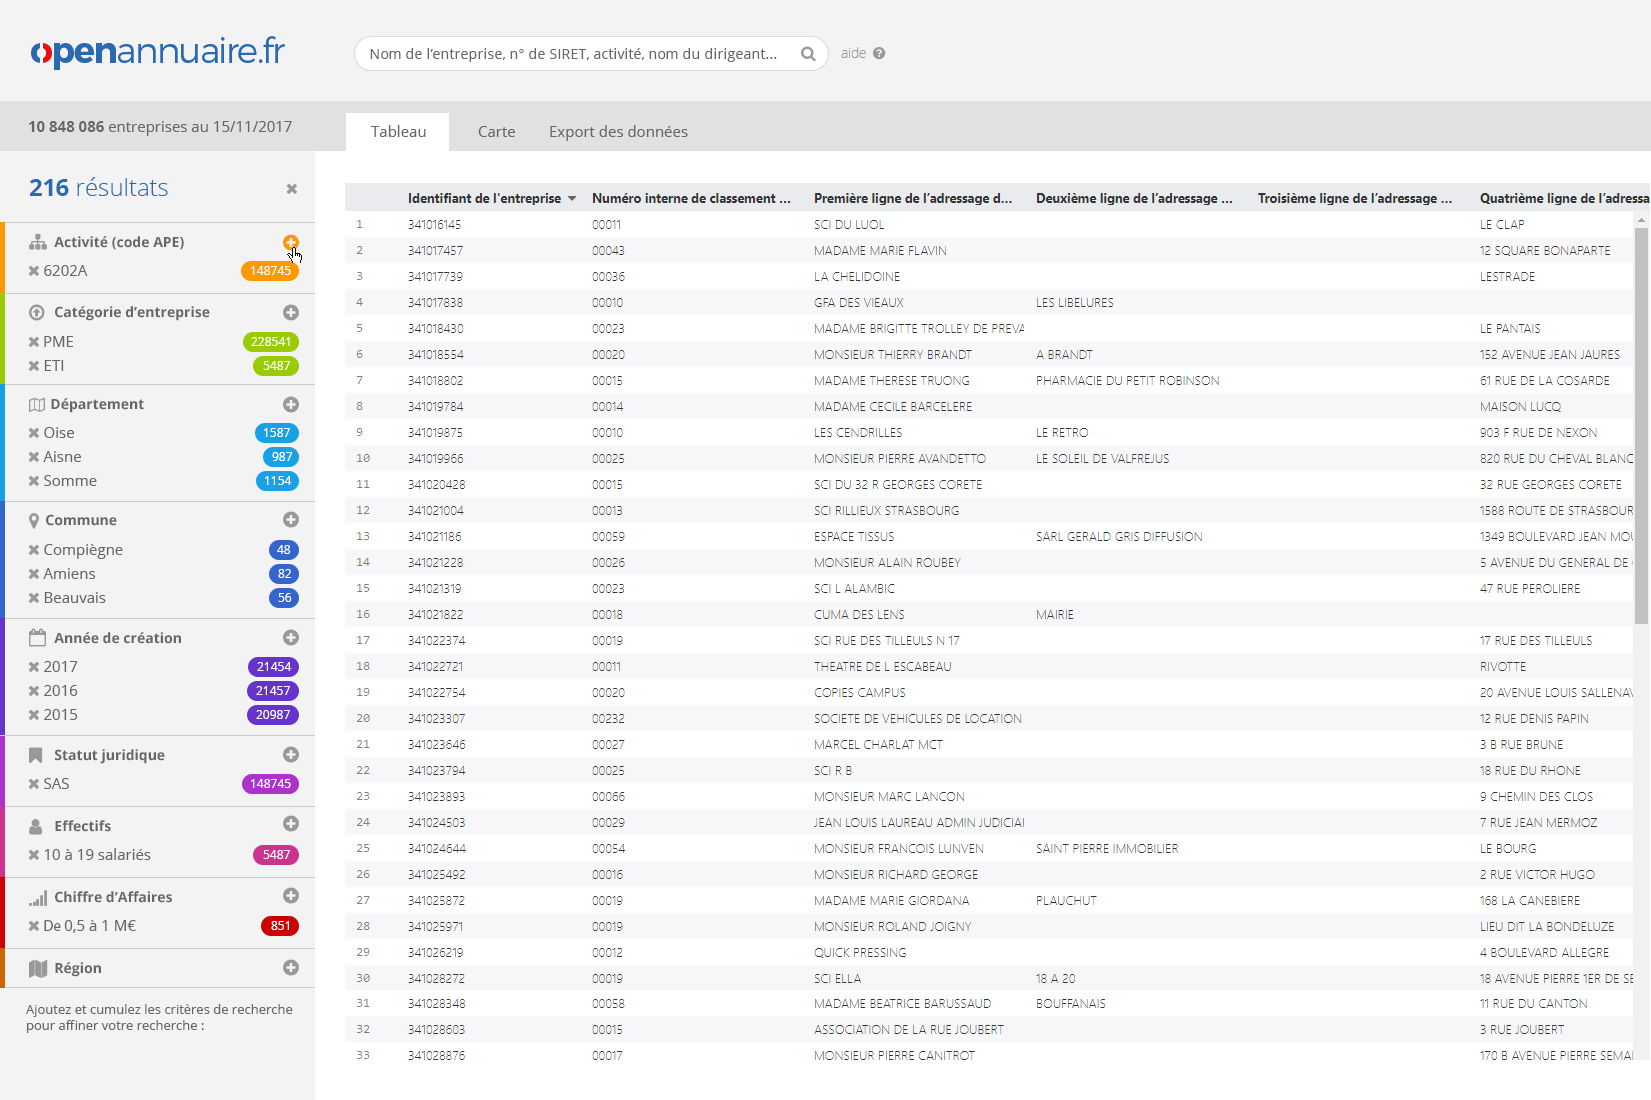 openannuaire.fr
Nom de l’entreprise, n° de SIRET, activité, nom du dirigeant...
aide ?
10 848 086 entreprises au 15/11/2017
Tableau Carte Export des données
216 résultats
Activité (code APE)
6202A 148745
Catégorie d’entreprise
PME 228541
ETI 5487
Département
Oise 1587
Aisne 987
Somme 1154
Commune
Compiègne 48
Amiens 82
Beauvais 56
Année de création
2017 21454
2016 21457
2015 20987
Statut juridique
SAS 148745
Effectifs
10 à 19 salariés 5487
Chiffre d’Affaires
De 0,5 à 1 M€ 851
Région
Ajoutez et cumulez les critères de recherche
pour affiner votre recherche :
Identifiant de l'entreprise Numéro interne de classement ... Première ligne de l’adressage d... Deuxième ligne de l’adressage ... Troisième ligne de l’adressage ... Quatrième ligne de l’adressa
1 341016145 00011 SCI DU LUOL LE CLAP
2 341017457 00043 MADAME MARIE FLAVIN 12 SQUARE BONAPARTE
3 341017739 00036 LA CHELIDOINE LESTRADE
4 341017838 00010 GFA DES VIEAUX LES LIBELURES
5 341018430 00023 MADAME BRIGITTE TROLLEY DE PREVA LE PANTAIS
6 341018554 00020 MONSIEUR THIERRY BRANDT A BRANDT 152 AVENUE JEAN JAURES
7 341018802 00015 MADAME THERESE TRUONG PHARMACIE DU PETIT ROBINSON 61 RUE DE LA COSARDE
8 341019784 00014 MADAME CECILE BARCELERE MAISON LUCQ
9 341019875 00010 LES CENDRILLES LE RETRO 903 F RUE DE NEXON
10 341019966 00025 MONSIEUR PIERRE AVANDETTO LE SOLEIL DE VALFREJUS 820 RUE DU CHEVAL BLANC
11 341020428 00015 SCI DU 32 R GEORGES CORETE 32 RUE GEORGES CORETE
12 341021004 00013 SCI RILLIEUX STRASBOURG 1588 ROUTE DE STRASBOUR
13 341021186 00059 ESPACE TISSUS SARL GERALD GRIS DIFFUSION 1349 BOULEVARD JEAN MOU
14 341021228 00026 MONSIEUR ALAIN ROUBEY 5 AVENUE DU GENERAL DE
15 341021319 00023 SCI L ALAMBIC 47 RUE PEROLIERE
16 341021822 00018 CUMA DES LENS MAIRIE
17 341022374 00019 SCI RUE DES TILLEULS N 17 17 RUE DES TILLEULS
18 341022721 00011 THEATRE DE L ESCABEAU RIVOTTE
19 341022754 00020 COPIES CAMPUS 20 AVENUE LOUIS SALLENAV
20 341023307 00232 SOCIETE DE VEHICULES DE LOCATION 12 RUE DENIS PAPIN
21 341023646 00027 MARCEL CHARLAT MCT 3 B RUE BRUNE
22 341023794 00025 SCI R B 18 RUE DU RHONE
23 341023893 00066 MONSIEUR MARC LANCON 9 CHEMIN DES CLOS
24 341024503 00029 JEAN LOUIS LAUREAU ADMIN JUDICIAI 7 RUE JEAN MERMOZ
25 341024644 00054 MONSIEUR FRANCOIS LUNVEN SAINT PIERRE IMMOBILIER LE BOURG
26 341025492 00016 MONSIEUR RICHARD GEORGE 2 RUE VICTOR HUGO
27 341025872 00019 MADAME MARIE GIORDANA PLAUCHUT 168 LA CANEBIERE
28 341025971 00019 MONSIEUR ROLAND JOIGNY LIEU DIT LA BONDELUZE
29 341026219 00012 QUICK PRESSING 4 BOULEVARD ALLEGRE
30 341028272 00019 SCI ELLA 18 A 20 18 AVENUE PIERRE 1ER DE SE
31 341028348 00058 MADAME BEATRICE BARUSSAUD BOUFFANAIS 11 RUE DU CANTON
32 341028603 00015 ASSOCIATION DE LA RUE JOUBERT 3 RUE JOUBERT
33 341028876 00017 MONSIEUR PIERRE CANITROT 170 B AVENUE PIERRE SEMA